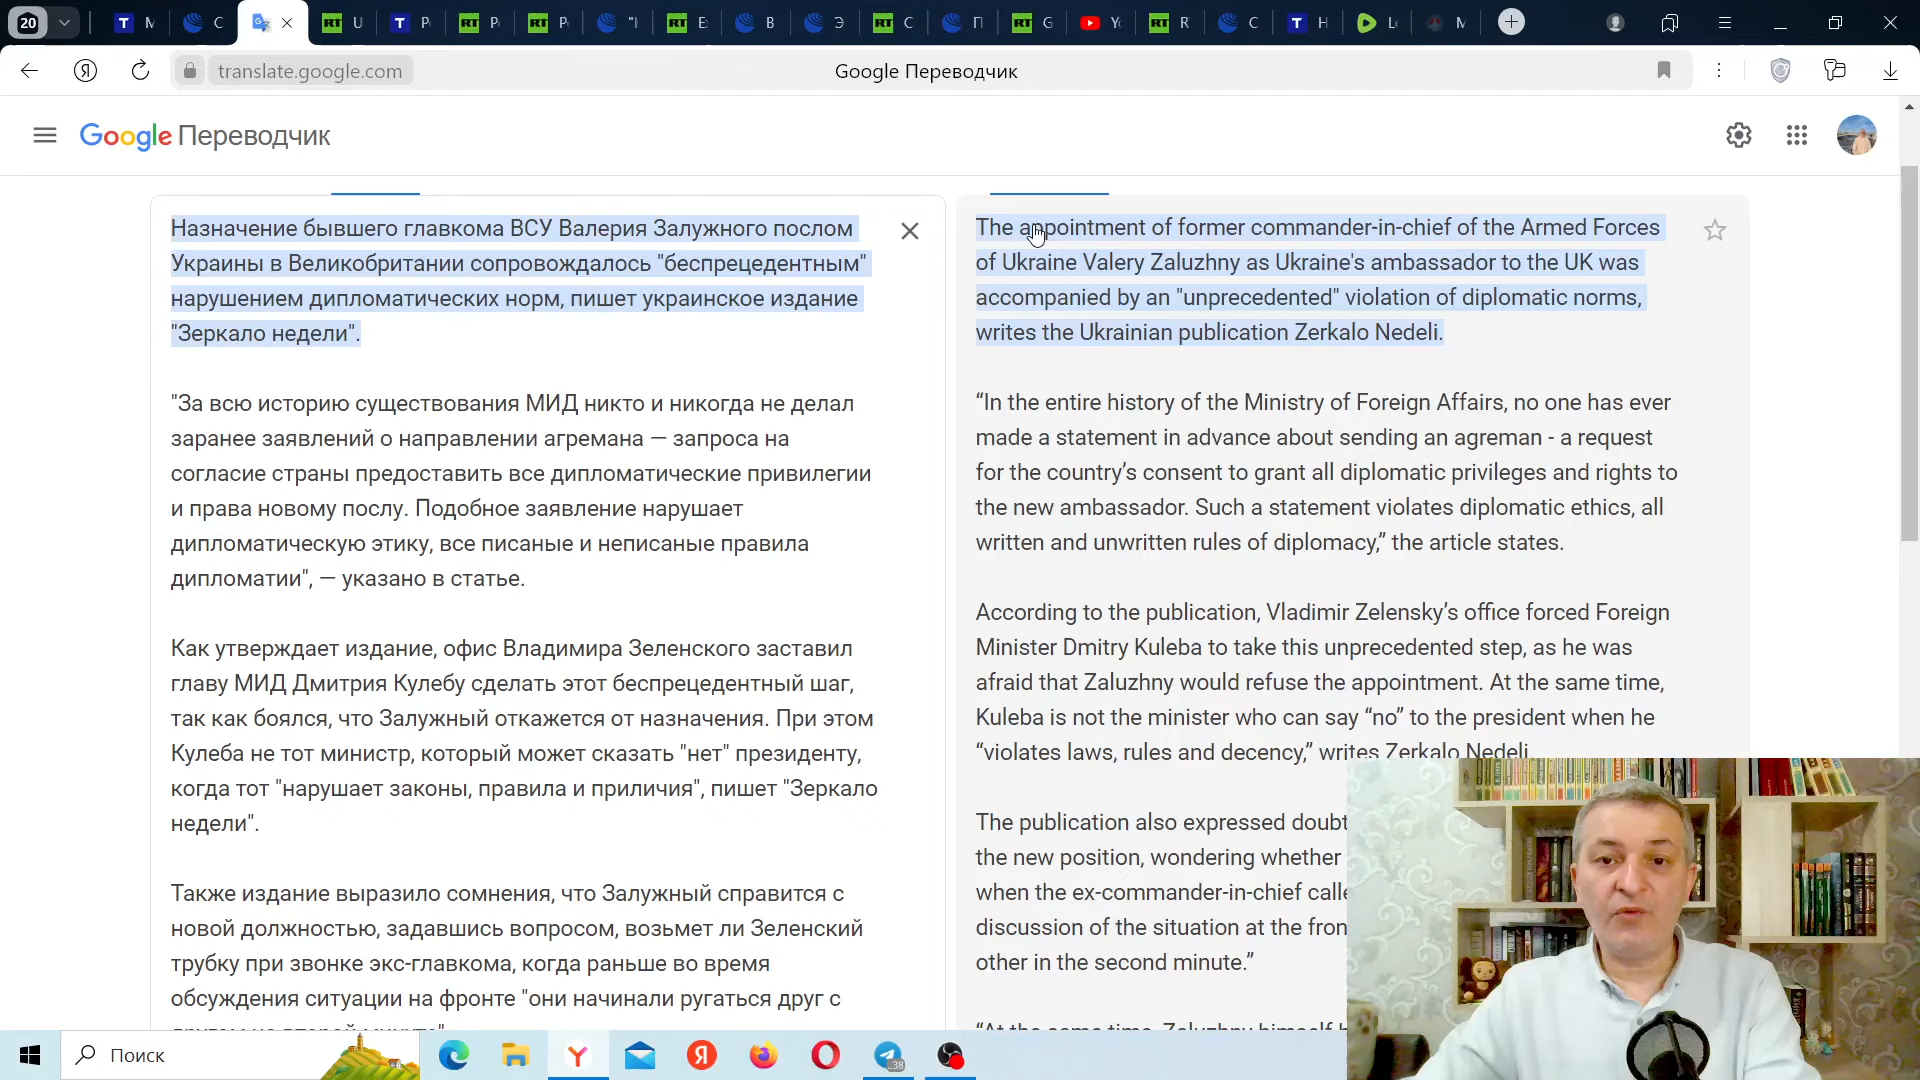 20
M
С
U
P
P
P
"I
E
В
Э
С
П
G
Yo
R
С
Н
L
M
translate.google.com
Google Переводчик
Google Переводчик
Назначение бывшего главкома ВСУ Валерия Залужного послом
Украины в Великобритании сопровождалось "беспрецедентным"
нарушением дипломатических норм, пишет украинское издание
"Зеркало недели".
"За всю историю существования МИД никто и никогда не делал
заранее заявлений о направлении агремана — запроса на
согласие страны предоставить все дипломатические привилегии
и права новому послу. Подобное заявление нарушает
дипломатическую этику, все писаные и неписаные правила
дипломатии", — указано в статье.
Как утверждает издание, офис Владимира Зеленского заставил
главу МИД Дмитрия Кулебу сделать этот беспрецедентный шаг,
так как боялся, что Залужный откажется от назначения. При этом
Кулеба не тот министр, который может сказать "нет" президенту,
когда тот "нарушает законы, правила и приличия", пишет "Зеркало
недели".
Также издание выразило сомнения, что Залужный справится с
новой должностью, задавшись вопросом, возьмет ли Зеленский
трубку при звонке экс-главкома, когда раньше во время
обсуждения ситуации на фронте "они начинали ругаться друг с
The appointment of former commander-in-chief of the Armed Forces
of Ukraine Valery Zaluzhny as Ukraine's ambassador to the UK was
accompanied by an "unprecedented" violation of diplomatic norms,
writes the Ukrainian publication Zerkalo Nedeli.
“In the entire history of the Ministry of Foreign Affairs, no one has ever
made a statement in advance about sending an agreman - a request
for the country’s consent to grant all diplomatic privileges and rights to
the new ambassador. Such a statement violates diplomatic ethics, all
written and unwritten rules of diplomacy,” the article states.
According to the publication, Vladimir Zelensky’s office forced Foreign
Minister Dmitry Kuleba to take this unprecedented step, as he was
afraid that Zaluzhny would refuse the appointment. At the same time,
Kuleba is not the minister who can say “no” to the president when he
“violates laws, rules and decency,” writes Zerkalo Nedeli.
The publication also expressed doubt
the new position, wondering whether
when the ex-commander-in-chief calle
discussion of the situation at the fron
other in the second minute.”
“At the same time, Zaluzhny himself
Поиск
38